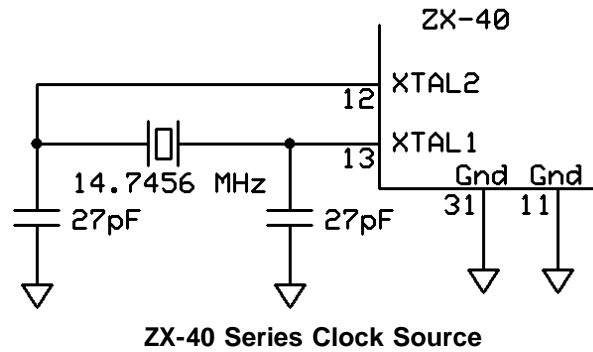 ZX-40
XTAL2
12
XTAL1
13
14.7456 MHz
Gnd Gnd
31 11
27pF 27pF
ZX-40 Series Clock Source